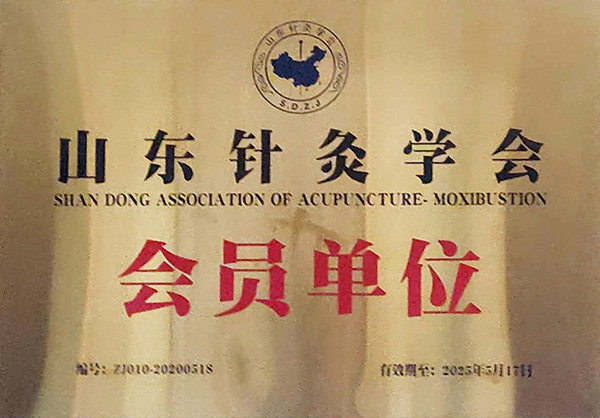 山东针灸学会
S.D.Z.J
山东针灸学会
SHAN DONG ASSOCIATION OF ACUPUNCTURE- MOXIBUSTION
会员单位
编号：ZJ010-20200518
有效期至：2025年5月17日